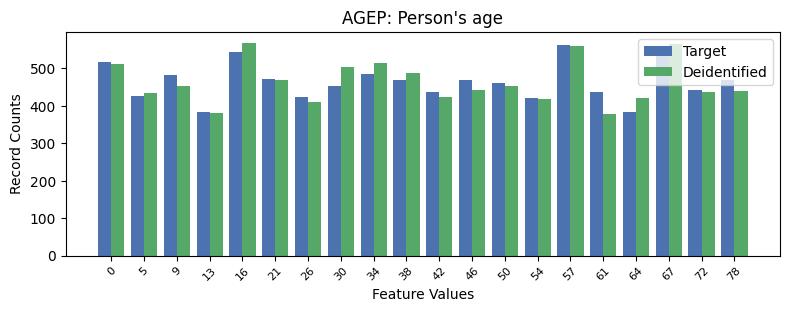 AGEP: Person's age
Target
Deidentified
Record Counts
500
400
300
200
100
0
0 5 9 13 16 21 26 30 34 38 42 46 50 54 57 61 64 67 72 78
Feature Values